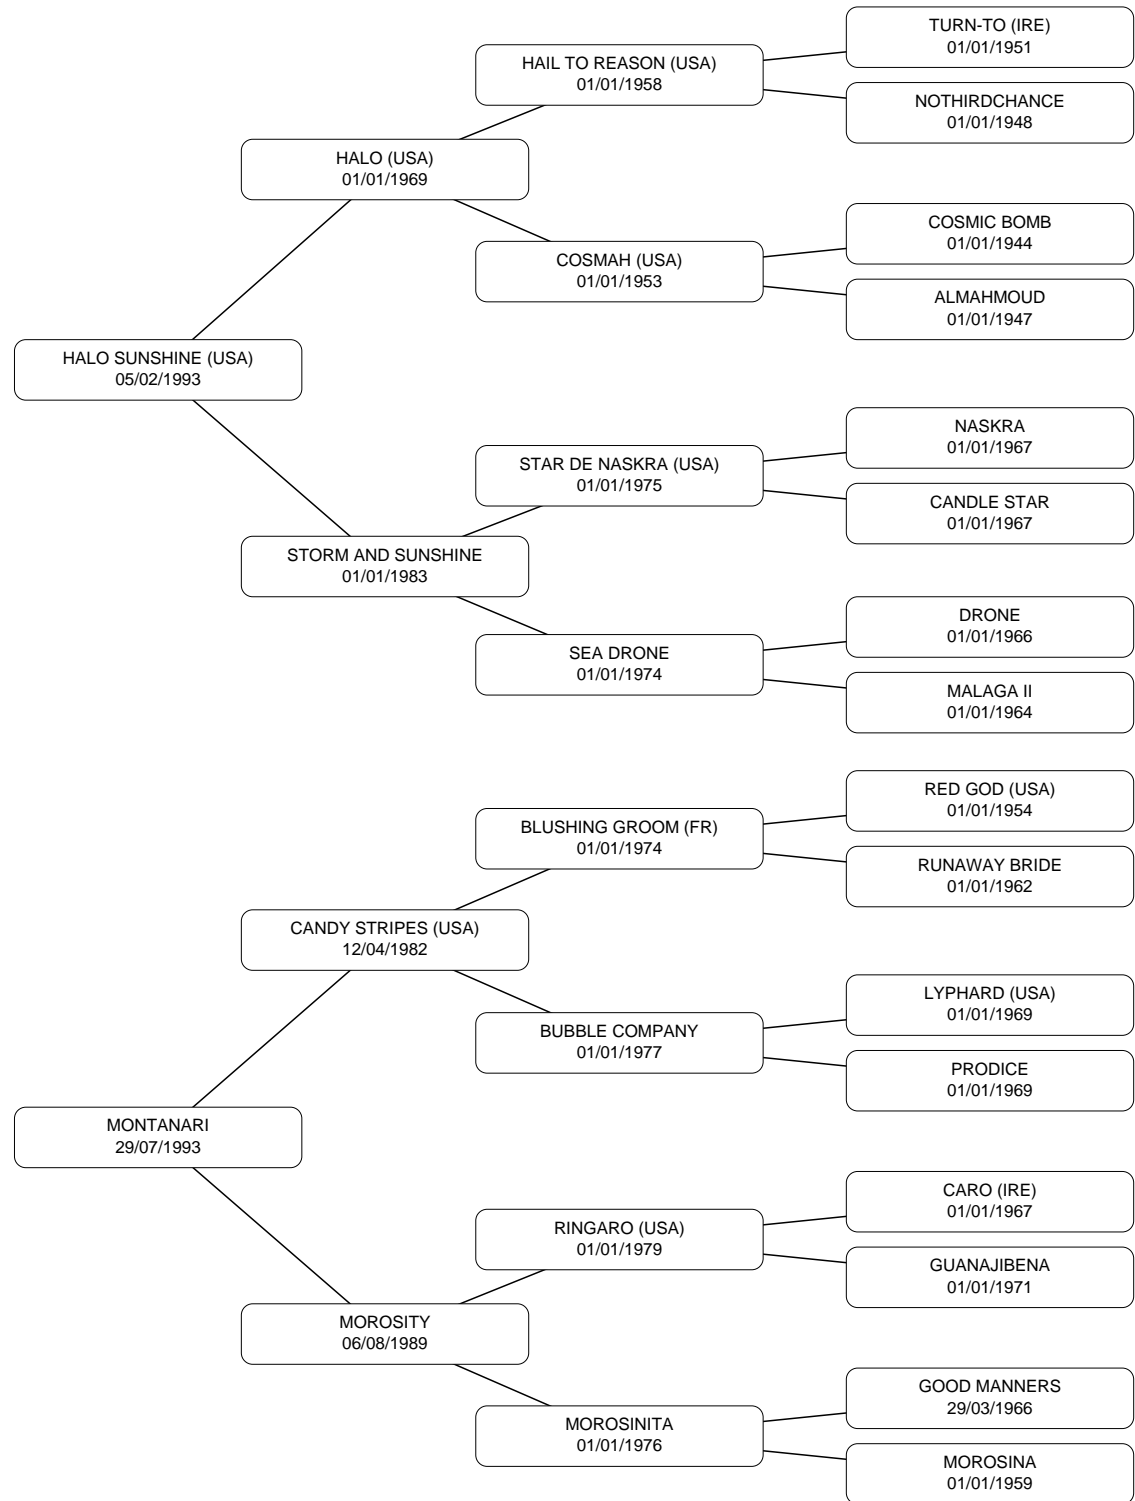 TURN-TO (IRE)
01/01/1951
HAIL TO REASON (USA)
01/01/1958
NOTHIRDCHANCE
01/01/1948
HALO (USA)
01/01/1969
COSMIC BOMB
01/01/1944
COSMAH (USA)
01/01/1953
ALMAHMOUD
01/01/1947
HALO SUNSHINE (USA)
05/02/1993
NASKRA
01/01/1967
STAR DE NASKRA (USA)
01/01/1975
CANDLE STAR
01/01/1967
STORM AND SUNSHINE
01/01/1983
DRONE
01/01/1966
SEA DRONE
01/01/1974
MALAGA II
01/01/1964
RED GOD (USA)
01/01/1954
BLUSHING GROOM (FR)
01/01/1974
RUNAWAY BRIDE
01/01/1962
CANDY STRIPES (USA)
12/04/1982
LYPHARD (USA)
01/01/1969
BUBBLE COMPANY
01/01/1977
PRODICE
01/01/1969
MONTANARI
29/07/1993
CARO (IRE)
01/01/1967
RINGARO (USA)
01/01/1979
GUANAJIBENA
01/01/1971
MOROSITY
06/08/1989
GOOD MANNERS
29/03/1966
MOROSINITA
01/01/1976
MOROSINA
01/01/1959